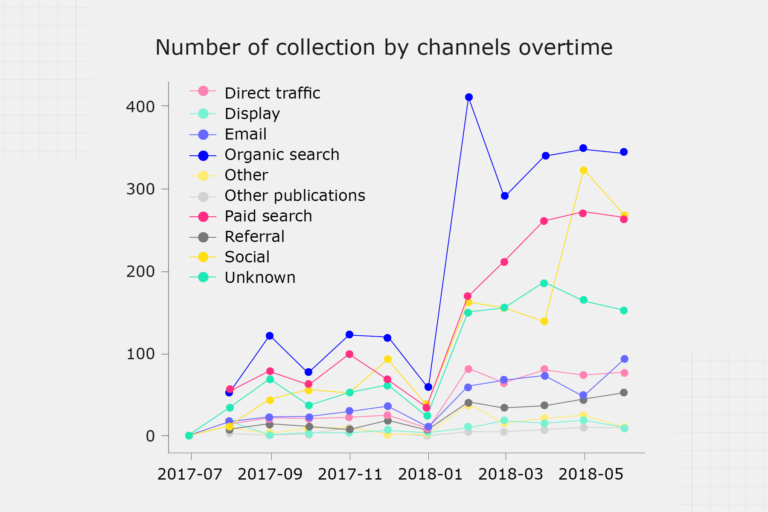 Number of collection by channels overtime
400
300
200
100
0
Direct traffic
Display
Email
Organic search
Other
Other publications
Paid search
Referral
Social
Unknown
2017-07 2017-09 2017-11 2018-01 2018-03 2018-05